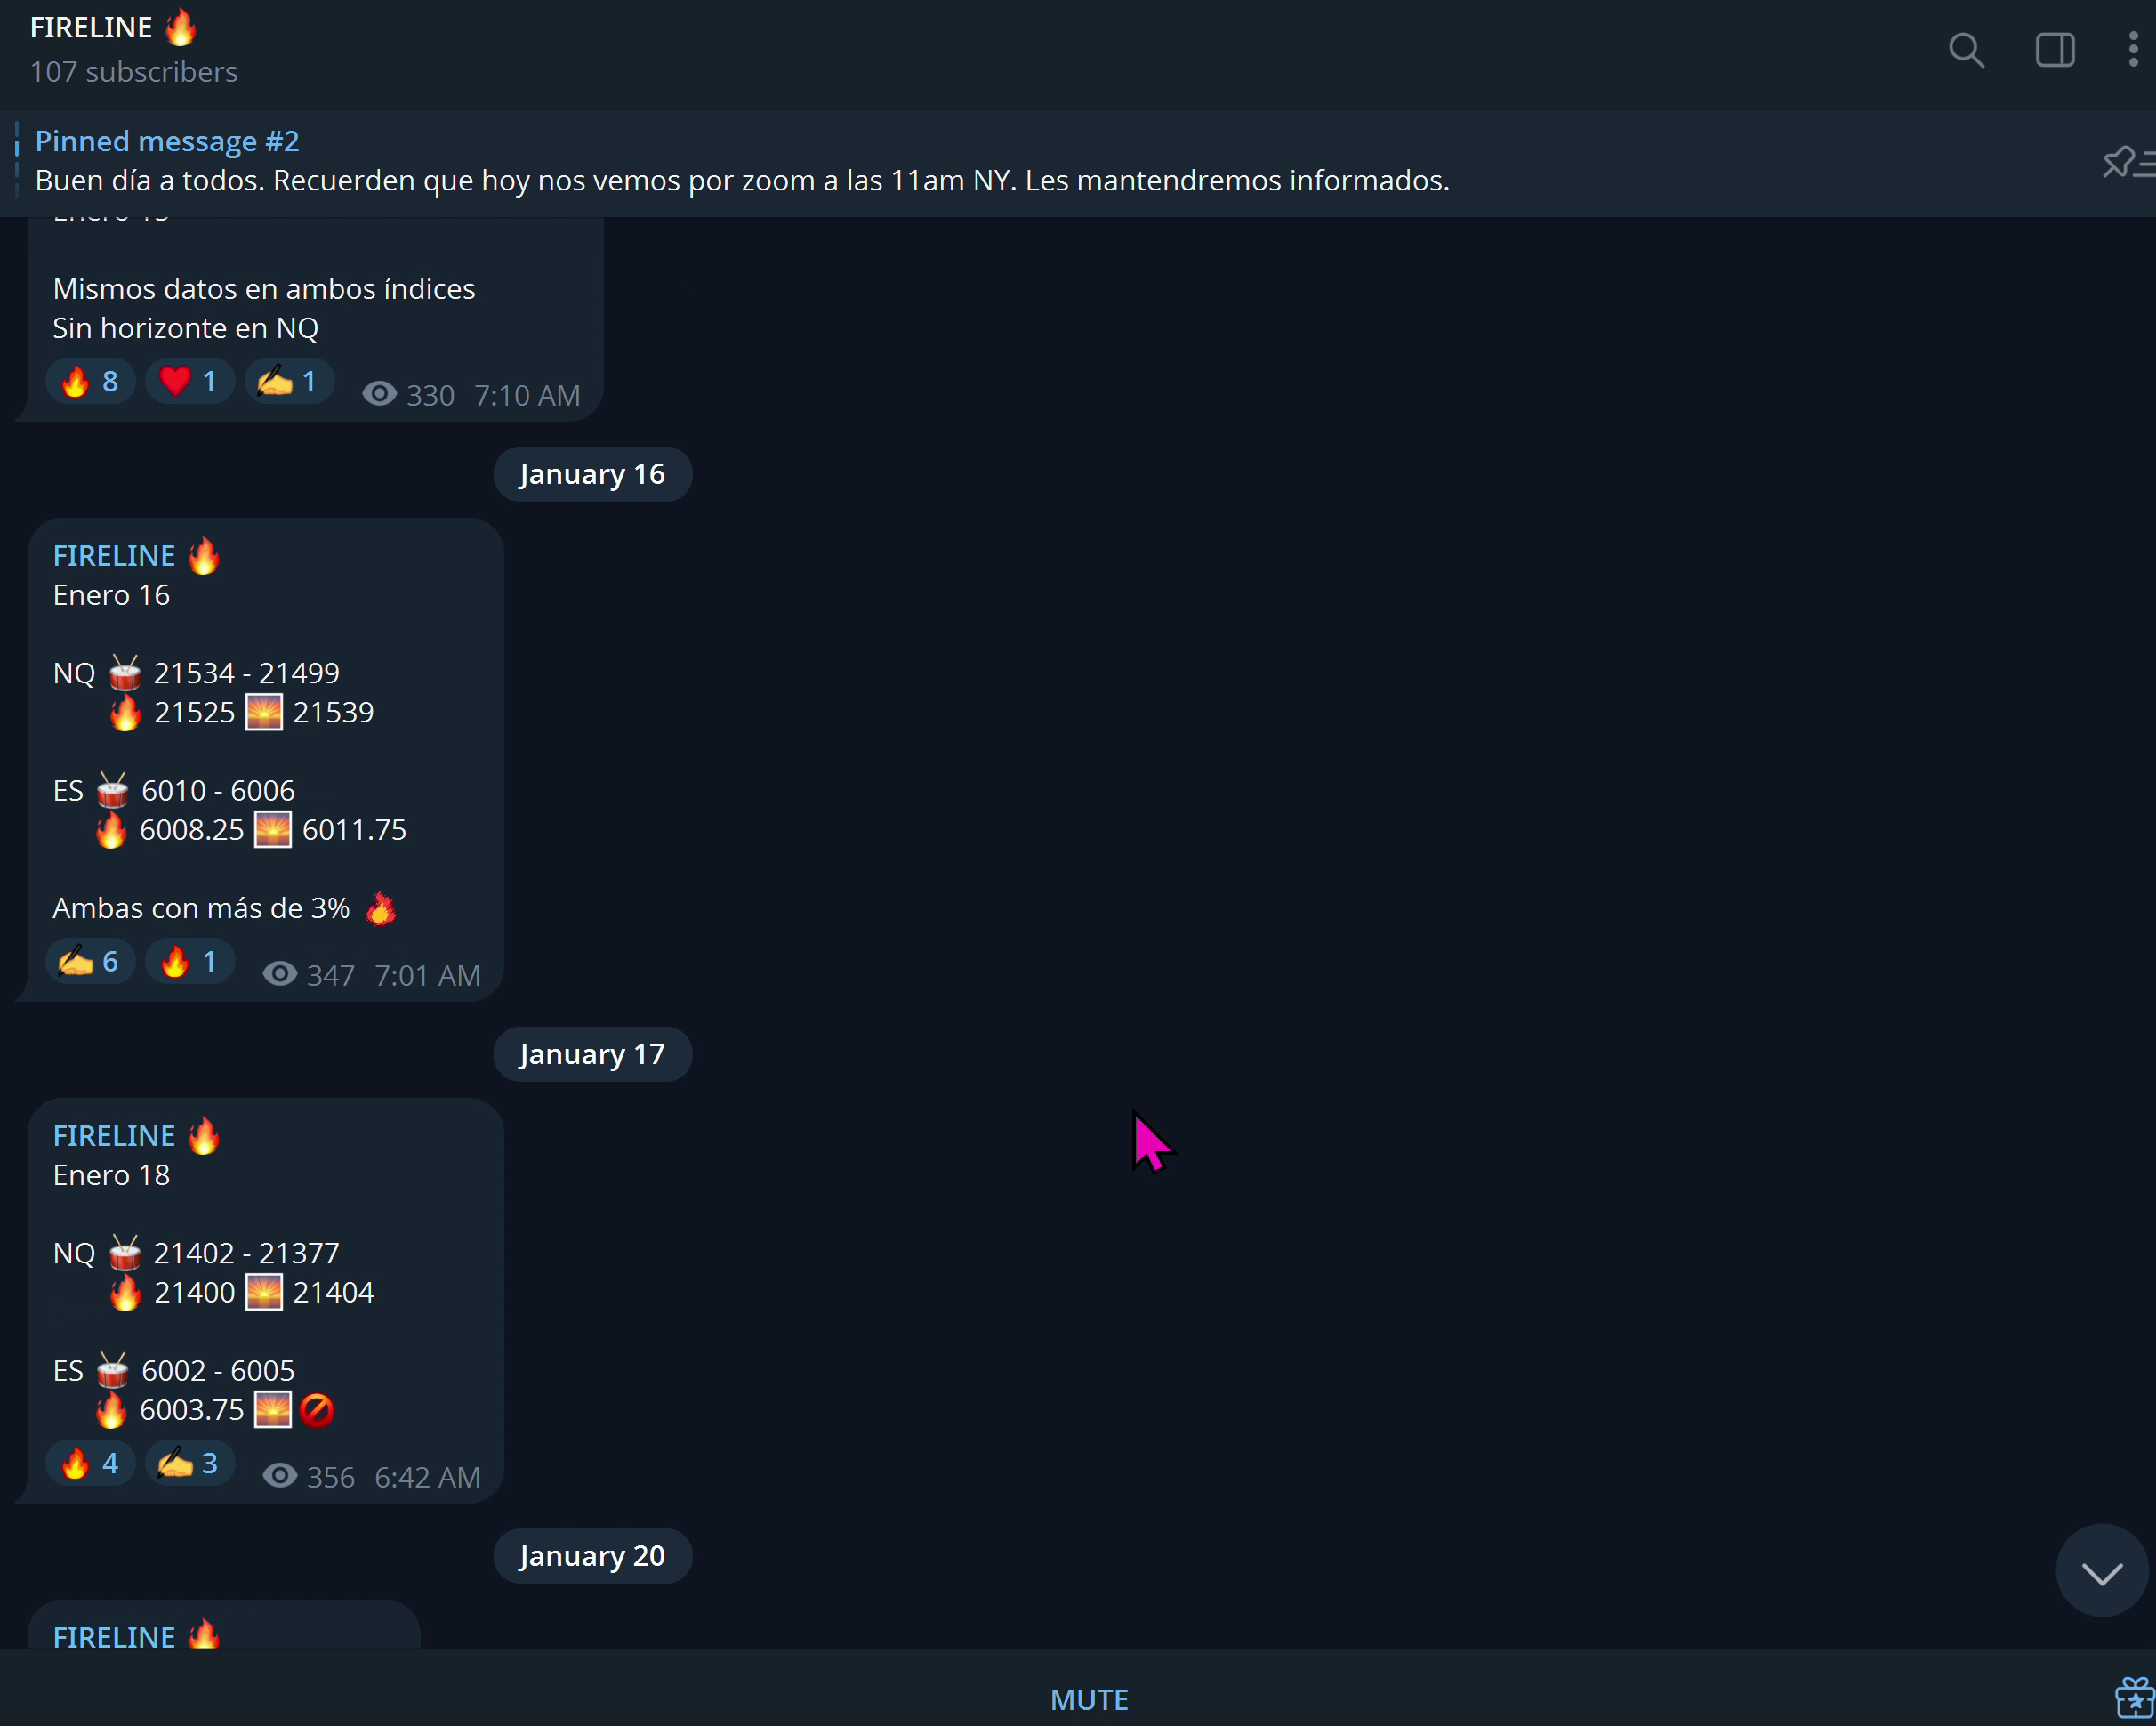 FIRELINE 🔥
107 subscribers
Pinned message #2
Buen día a todos. Recuerden que hoy nos vemos por zoom a las 11am NY. Les mantendremos informados.
Mismos datos en ambos índices
Sin horizonte en NQ
🔥 8 ❤️ 1 ✍️ 1 330 7:10 AM
January 16
FIRELINE 🔥
Enero 16
NQ 🥁 21534 - 21499
🔥 21525 🌅 21539
ES 🥁 6010 - 6006
🔥 6008.25 🌅 6011.75
Ambas con más de 3% 🔥
✍️ 6 🔥 1 347 7:01 AM
January 17
FIRELINE 🔥
Enero 18
NQ 🥁 21402 - 21377
🔥 21400 🌅 21404
ES 🥁 6002 - 6005
🔥 6003.75 🌅 🚫
🔥 4 ✍️ 3 356 6:42 AM
January 20
FIRELINE 🔥
MUTE